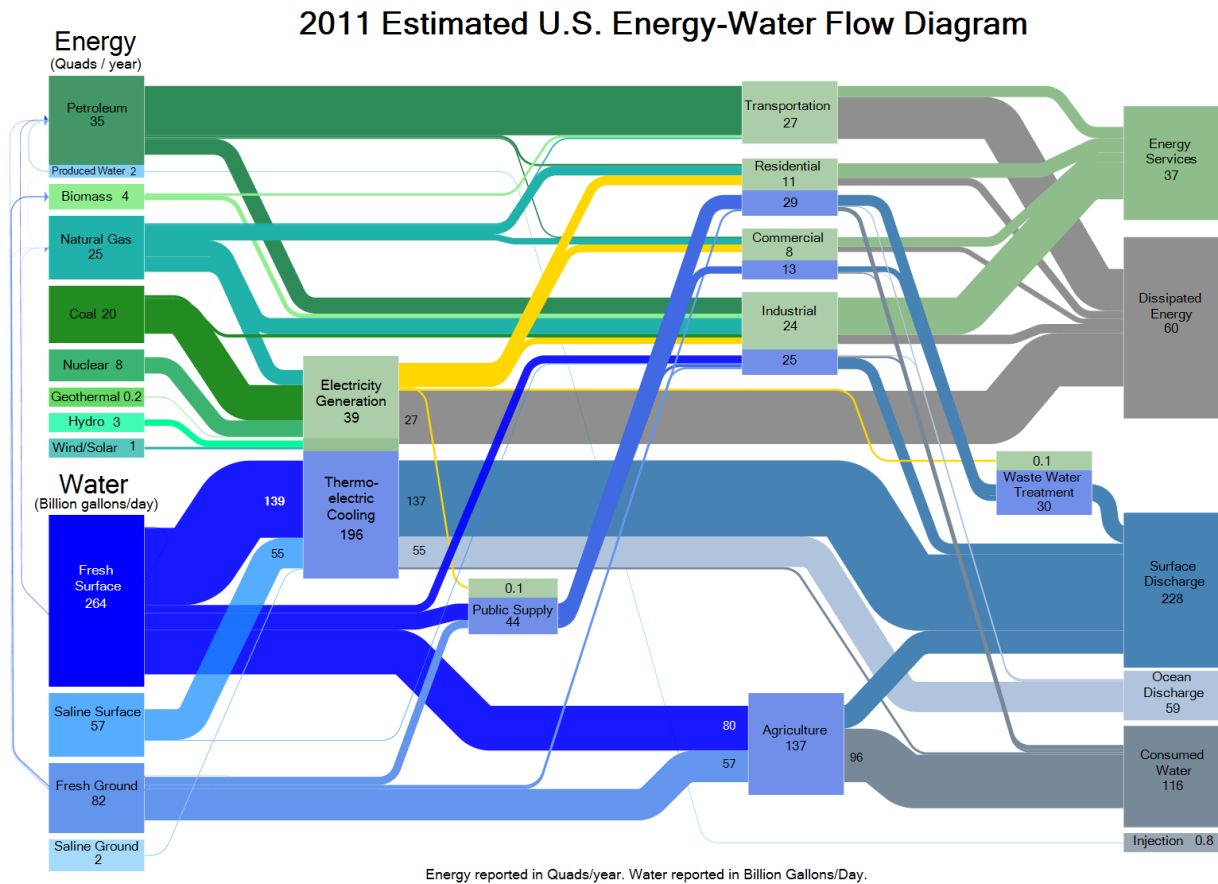 2011 Estimated U.S. Energy-Water Flow Diagram
Energy
(Quads / year)
Petroleum
35
Produced Water 2
Biomass 4
Natural Gas
25
Coal 20
Nuclear 8
Geothermal 0.2
Hydro 3
Wind/Solar 1
Water
(Billion gallons/day)
Fresh
Surface
264
Saline Surface
57
Fresh Ground
82
Saline Ground
2
139
55
Electricity
Generation
39
27
Thermo-
electric
Cooling
196
137
55
0.1
Public Supply
44
Transportation
27
Residential
11
29
Commercial
8
13
Industrial
24
25
80
57
Agriculture
137
96
0.1
Waste Water
Treatment
30
Energy
Services
37
Dissipated
Energy
60
Surface
Discharge
228
Ocean
Discharge
59
Consumed
Water
116
Injection 0.8
Energy reported in Quads/year. Water reported in Billion Gallons/Day.